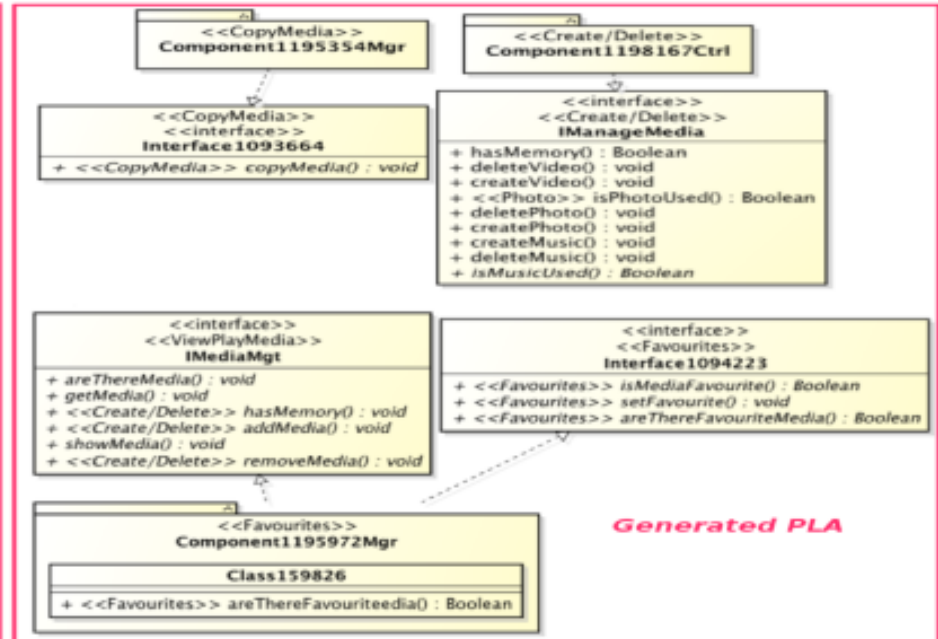 <<CopyMedia>>
Component1195354Mgr
<<Create/Delete>>
Component1198167Ctrl
<<CopyMedia>>
<<interface>>
Interface1093664
+ <<CopyMedia>> copyMedia() : void
<<interface>>
<<Create/Delete>>
IManageMedia
+ hasMemory() : Boolean
+ deleteVideo() : void
+ createVideo() : void
+ <<Photo>> isPhotoUsed() : Boolean
+ deletePhoto() : void
+ createPhoto() : void
+ createMusic() : void
+ deleteMusic() : void
+ isMusicUsed() : Boolean
<<interface>>
<<ViewPlayMedia>>
IMediaMgt
+ areThereMedia() : void
+ getMedia() : void
+ <<Create/Delete>> hasMemory() : void
+ <<Create/Delete>> addMedia() : void
+ showMedia() : void
+ <<Create/Delete>> removeMedia() : void
<<interface>>
<<Favourites>>
Interface1094223
+ <<Favourites>> isMediaFavourite() : Boolean
+ <<Favourites>> setFavourite() : void
+ <<Favourites>> areThereFavouriteMedia() : Boolean
<<Favourites>>
Component1195972Mgr
Class159826
+ <<Favourites>> areThereFavouriteedia() : Boolean
Generated PLA